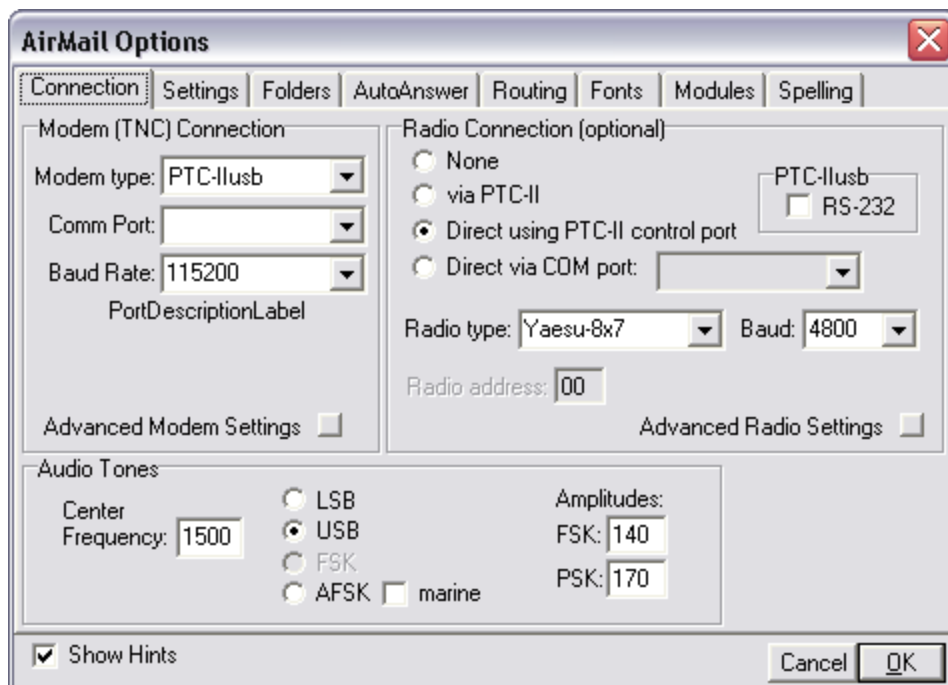 AirMail Options
Connection Settings Folders AutoAnswer Routing Fonts Modules Spelling
Modem (TNC) Connection
Modem type: PTC-IIusb
Comm Port:
Baud Rate: 115200
PortDescriptionLabel
Advanced Modem Settings
Radio Connection (optional)
None
via PTC-II
Direct using PTC-II control port
Direct via COM port:
PTC-IIusb
RS-232
Radio type: Yaesu-8x7 Baud: 4800
Radio address: 00
Advanced Radio Settings
Audio Tones
Center
Frequency: 1500
LSB
USB
FSK
AFSK marine
Amplitudes:
FSK: 140
PSK: 170
Show Hints
Cancel OK